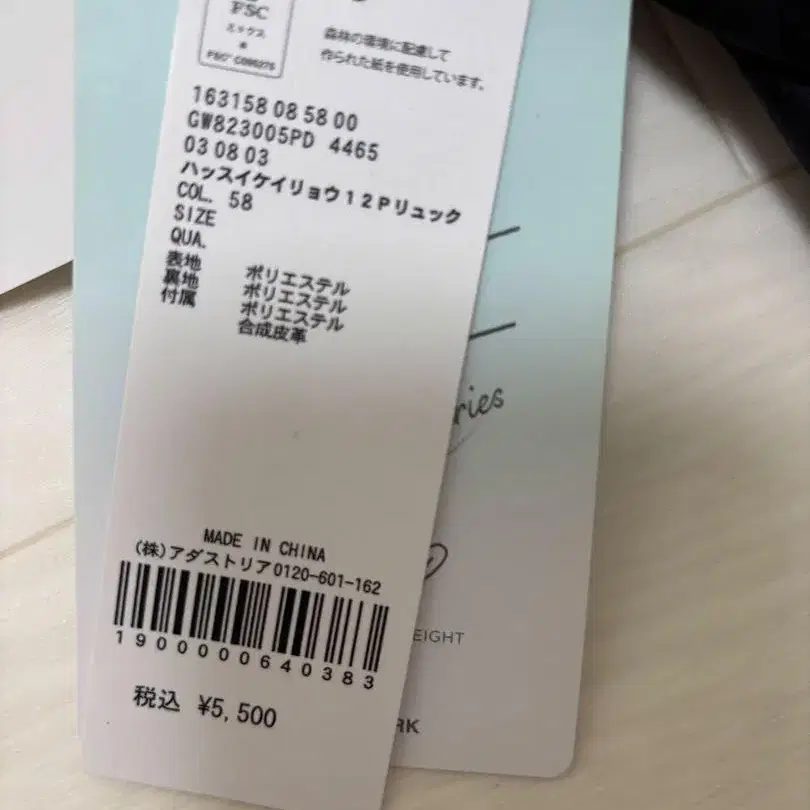 FSC
ミックス
森林の環境に配慮して
作られた紙を使用しています。
163158 08 58 00
GW823005PD 4465
03 08 03
ハッスイケイリョウ12Pリュック
COL. 58
SIZE
QUA.
表地 ポリエステル
裏地 ポリエステル
付属 ポリエステル
合成皮革
MADE IN CHINA
(株)アダストリア0120-601-162
1900000640383
税込 ¥5,500
ries
EIGHT
RK